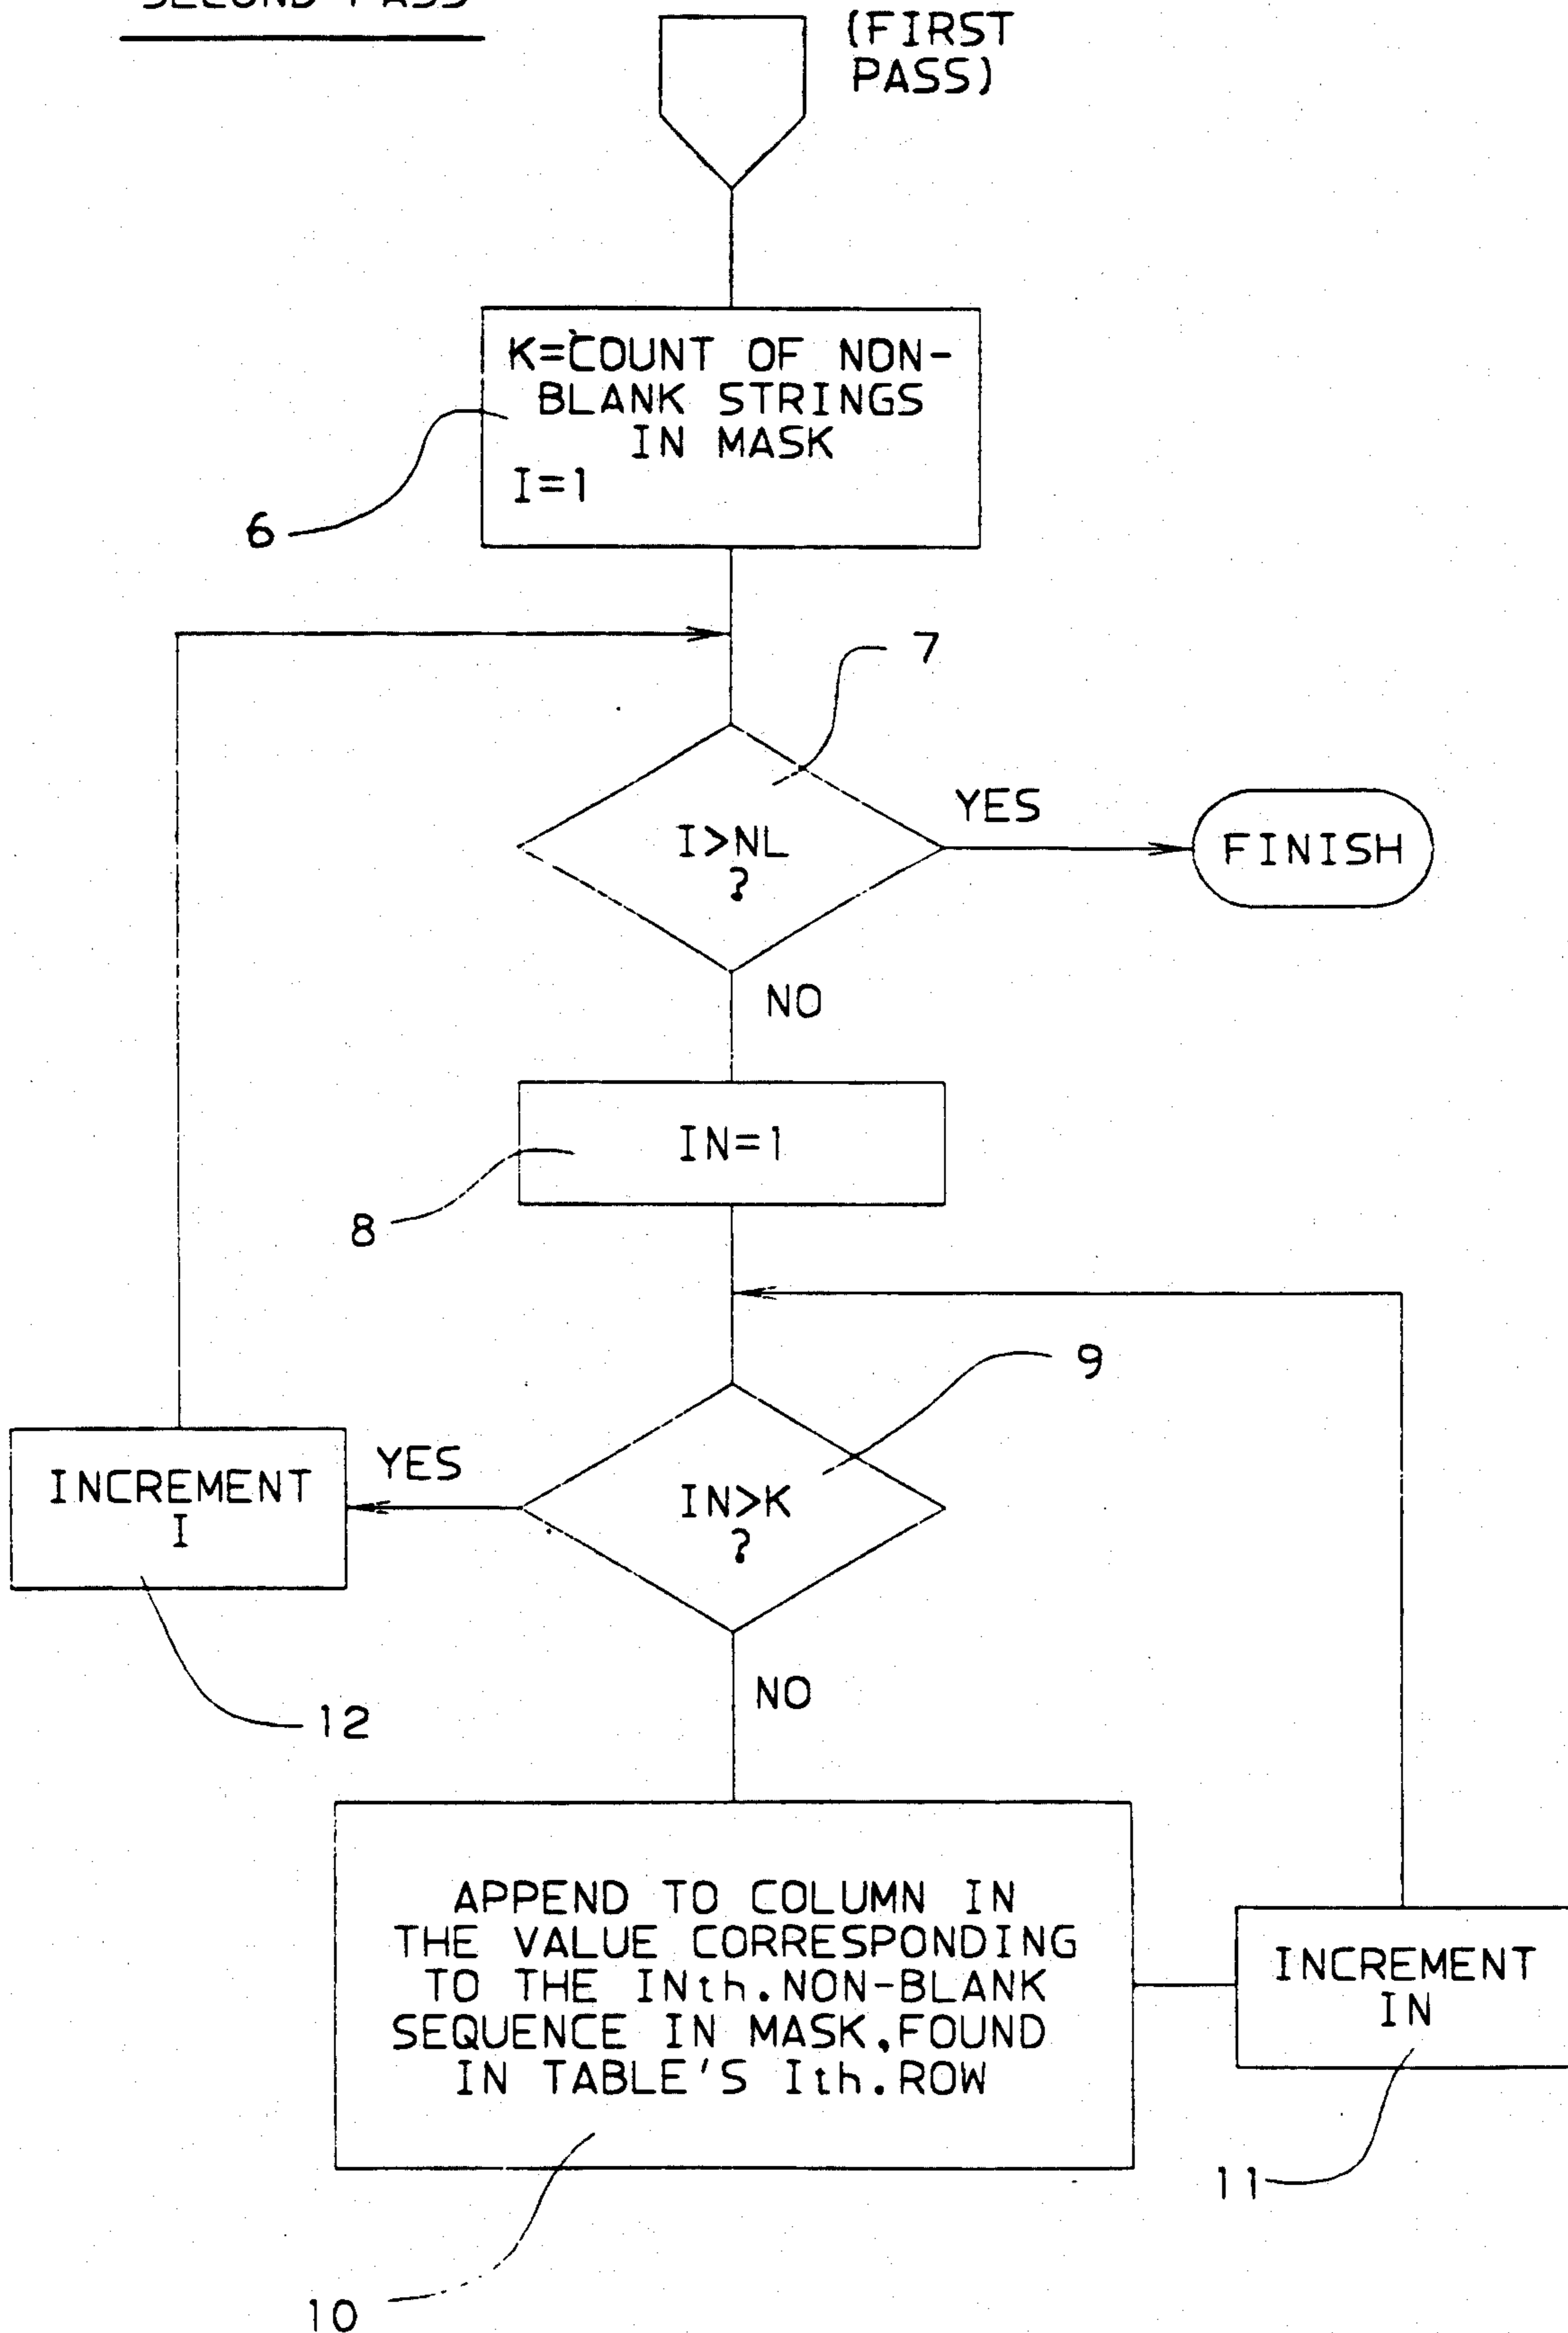 SECOND PASS
(FIRST
PASS)
K=COUNT OF NON-
BLANK STRINGS
IN MASK
I=1
6
7
I>NL
?
YES
FINISH
NO
IN=1
8
9
IN>K
?
YES
INCREMENT
I
12
NO
APPEND TO COLUMN IN
THE VALUE CORRESPONDING
TO THE INth.NON-BLANK
SEQUENCE IN MASK,FOUND
IN TABLE'S Ith.ROW
INCREMENT
IN
11
10